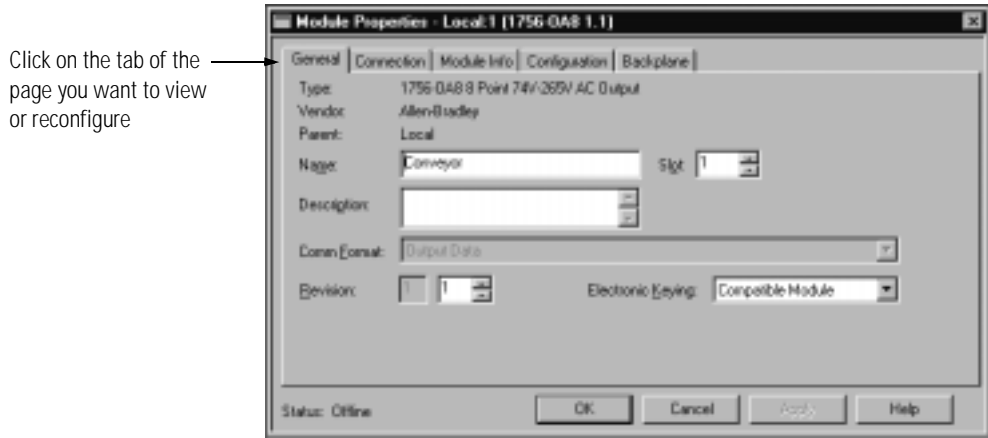 Module Properties - Local:1 (1756-OA8 1.1)
Click on the tab of the
page you want to view
or reconfigure
General Connection Module Info Configuration Backplane
Type: 1756-OA8 8 Point 74V-265V AC Output
Vendor: Allen-Bradley
Parent: Local
Name: Conveyor Slot: 1
Description:
Comm Format: Output Data
Revision: 1 1 Electronic Keying: Compatible Module
Status: Offline OK Cancel Apply Help